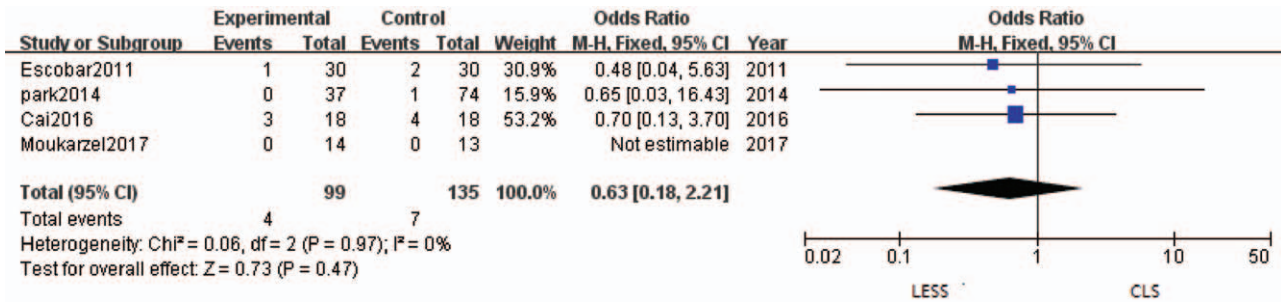 Experimental Control Odds Ratio Odds Ratio
Study or Subgroup Events Total Events Total Weight M-H, Fixed, 95% CI Year M-H, Fixed, 95% CI
Escobar2011 1 30 2 30 30.9% 0.48 [0.04, 5.63] 2011
park2014 0 37 1 74 15.9% 0.65 [0.03, 16.43] 2014
Cai2016 3 18 4 18 53.2% 0.70 [0.13, 3.70] 2016
Moukarzel2017 0 14 0 13 Not estimable 2017
Total (95% CI) 99 135 100.0% 0.63 [0.18, 2.21]
Total events 4 7
Heterogeneity: Chi² = 0.06, df = 2 (P = 0.97); I² = 0%
Test for overall effect: Z = 0.73 (P = 0.47)
0.02 0.1 1 10 50
LESS CLS